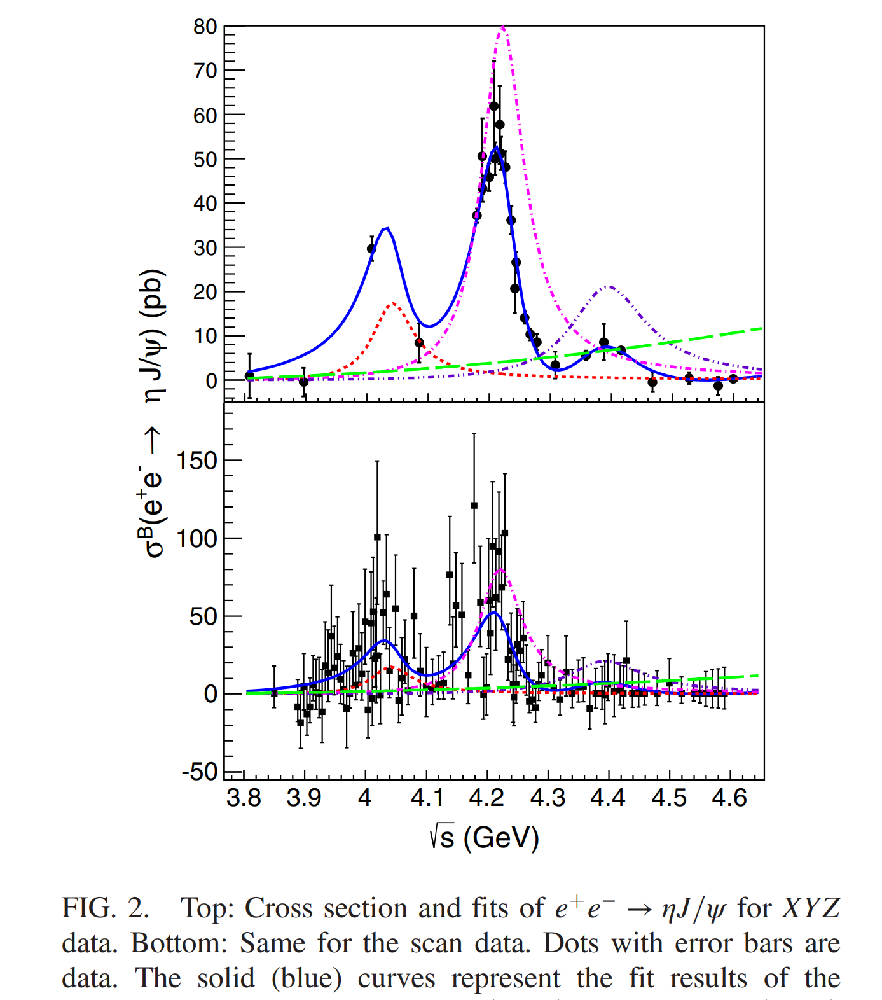 80
70
60
50
40
30
20
10
0
σᴮ(e⁺e⁻ → η J/ψ) (pb)
150
100
50
0
-50
3.8 3.9 4 4.1 4.2 4.3 4.4 4.5 4.6
√s (GeV)
FIG. 2. Top: Cross section and fits of e⁺e⁻ → ηJ/ψ for XYZ
data. Bottom: Same for the scan data. Dots with error bars are
data. The solid (blue) curves represent the fit results of the